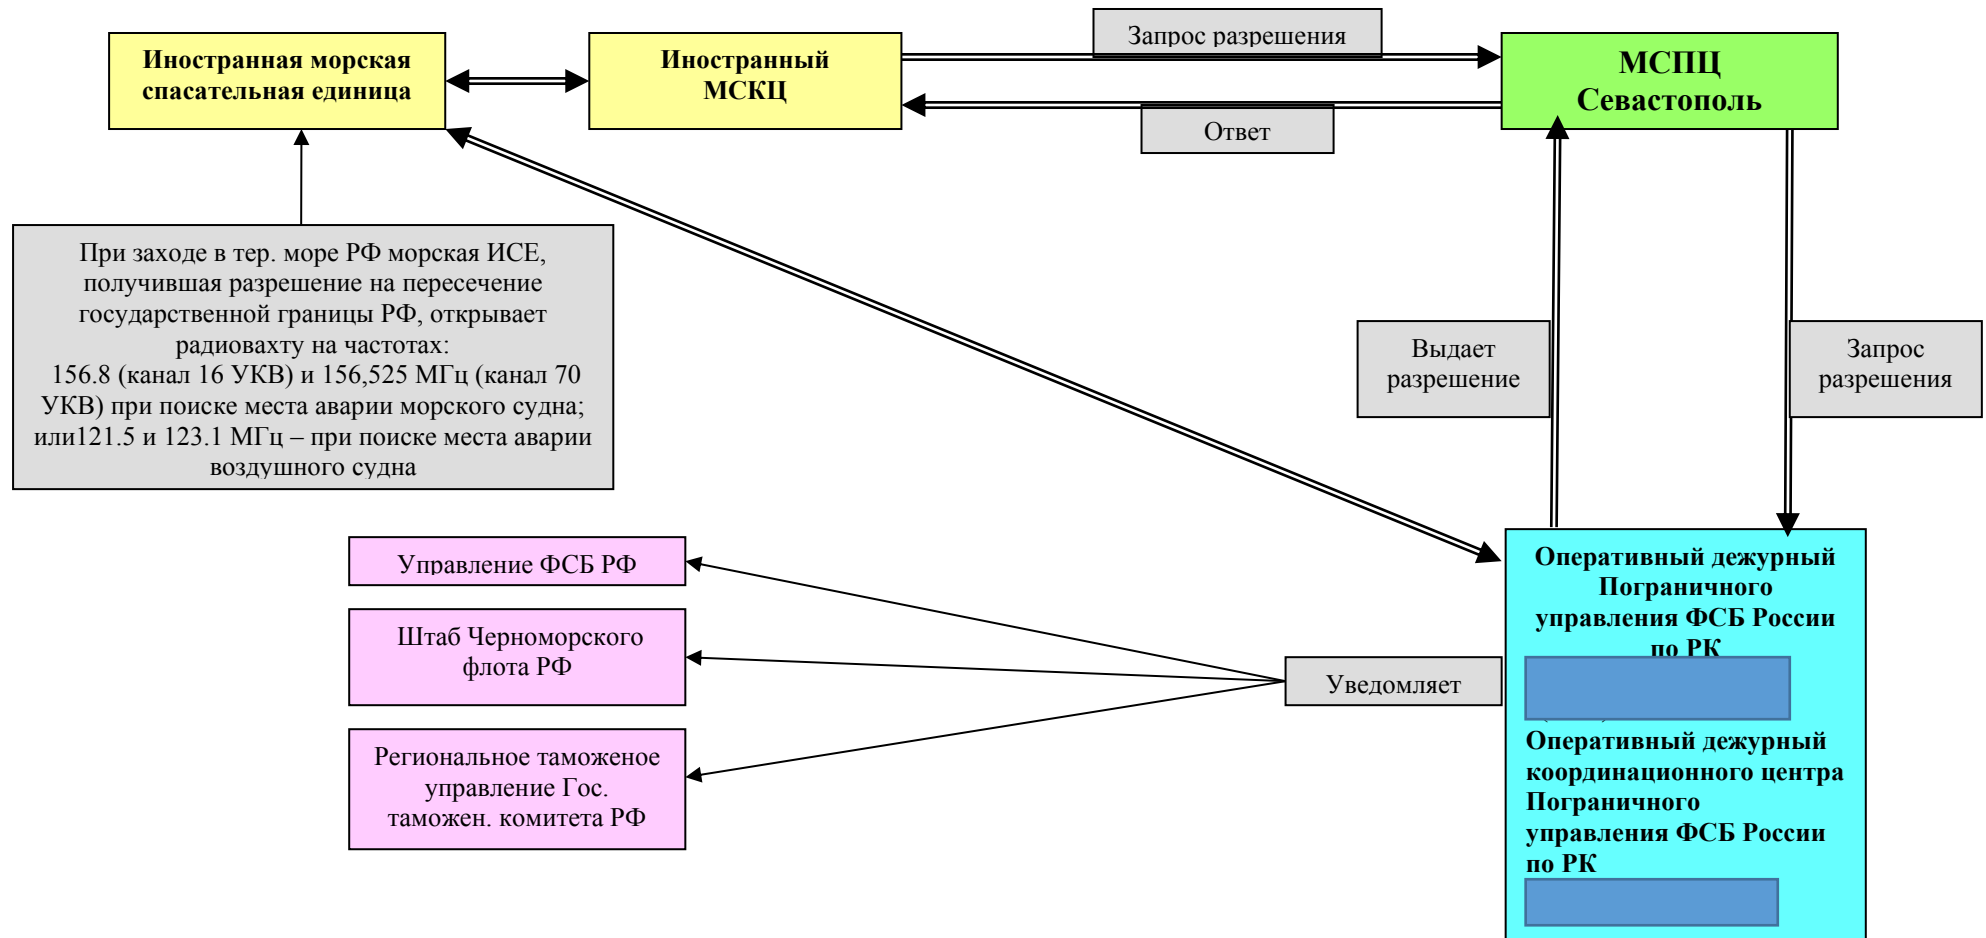 Иностранная морская
спасательная единица
Иностранный
МСКЦ
Запрос разрешения
Ответ
МСПЦ
Севастополь
При заходе в тер. море РФ морская ИСЕ,
получившая разрешение на пересечение
государственной границы РФ, открывает
радиовахту на частотах:
156.8 (канал 16 УКВ) и 156,525 МГц (канал 70
УКВ) при поиске места аварии морского судна;
или121.5 и 123.1 МГц – при поиске места аварии
воздушного судна
Выдает
разрешение
Запрос
разрешения
Управление ФСБ РФ
Штаб Черноморского
флота РФ
Региональное таможеное
управление Гос.
таможен. комитета РФ
Уведомляет
Оперативный дежурный
Пограничного
управления ФСБ России
по РК
Оперативный дежурный
координационного центра
Пограничного
управления ФСБ России
по РК